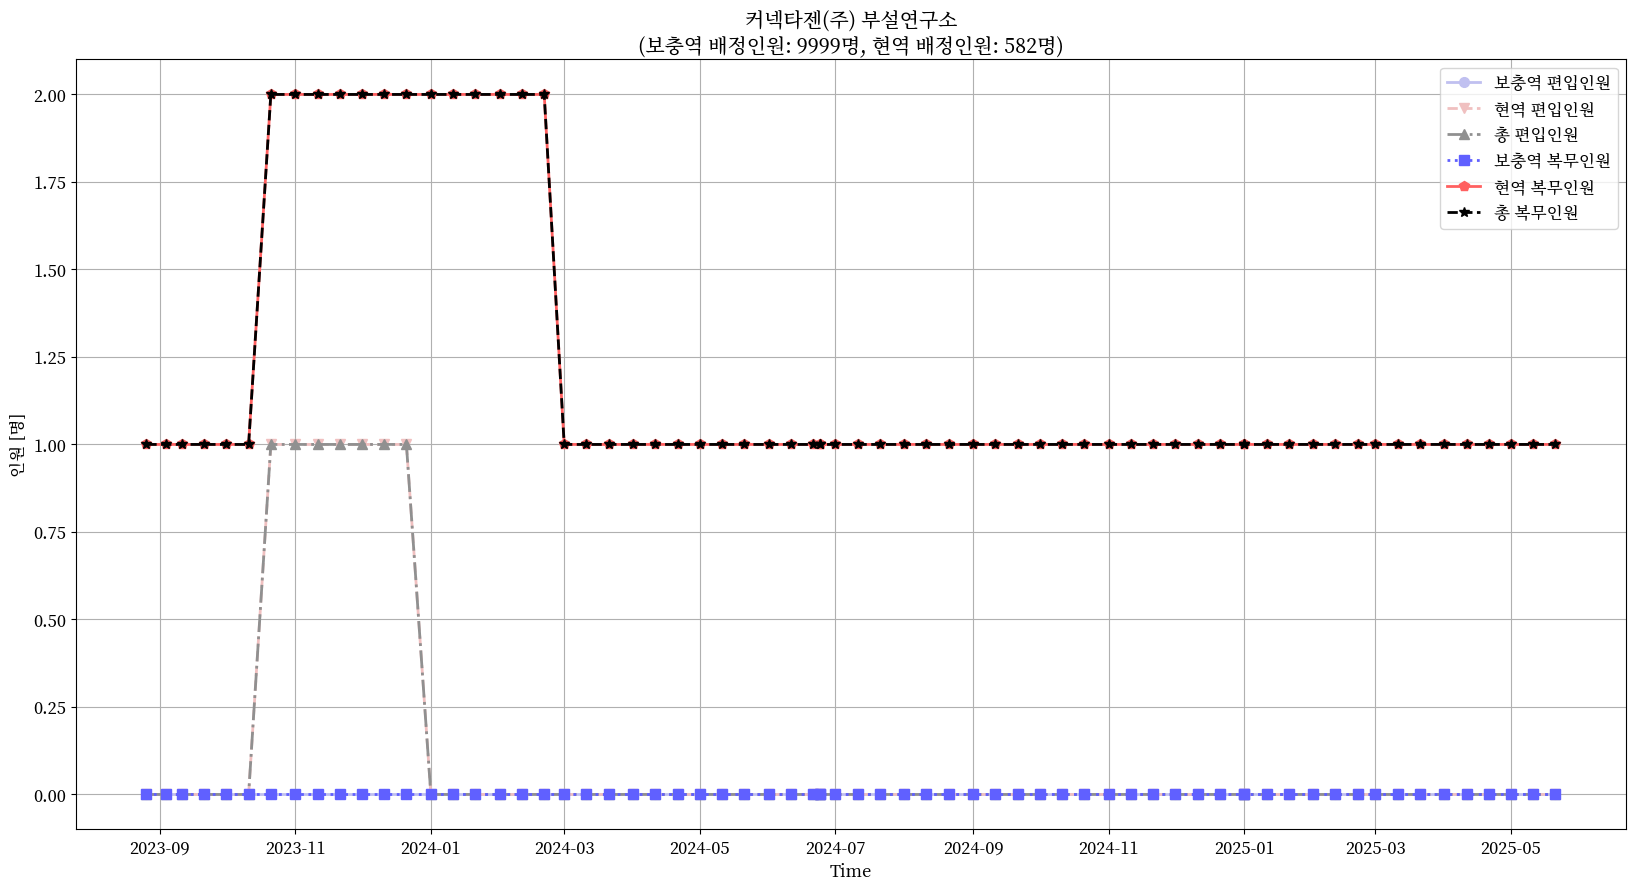 커넥타젠(주) 부설연구소
(보충역 배정인원: 9999명, 현역 배정인원: 582명)
보충역 편입인원
현역 편입인원
총 편입인원
보충역 복무인원
현역 복무인원
총 복무인원
인원 [명]
2.00
1.75
1.50
1.25
1.00
0.75
0.50
0.25
0.00
2023-09
2023-11
2024-01
2024-03
2024-05
2024-07
2024-09
2024-11
2025-01
2025-03
2025-05
Time